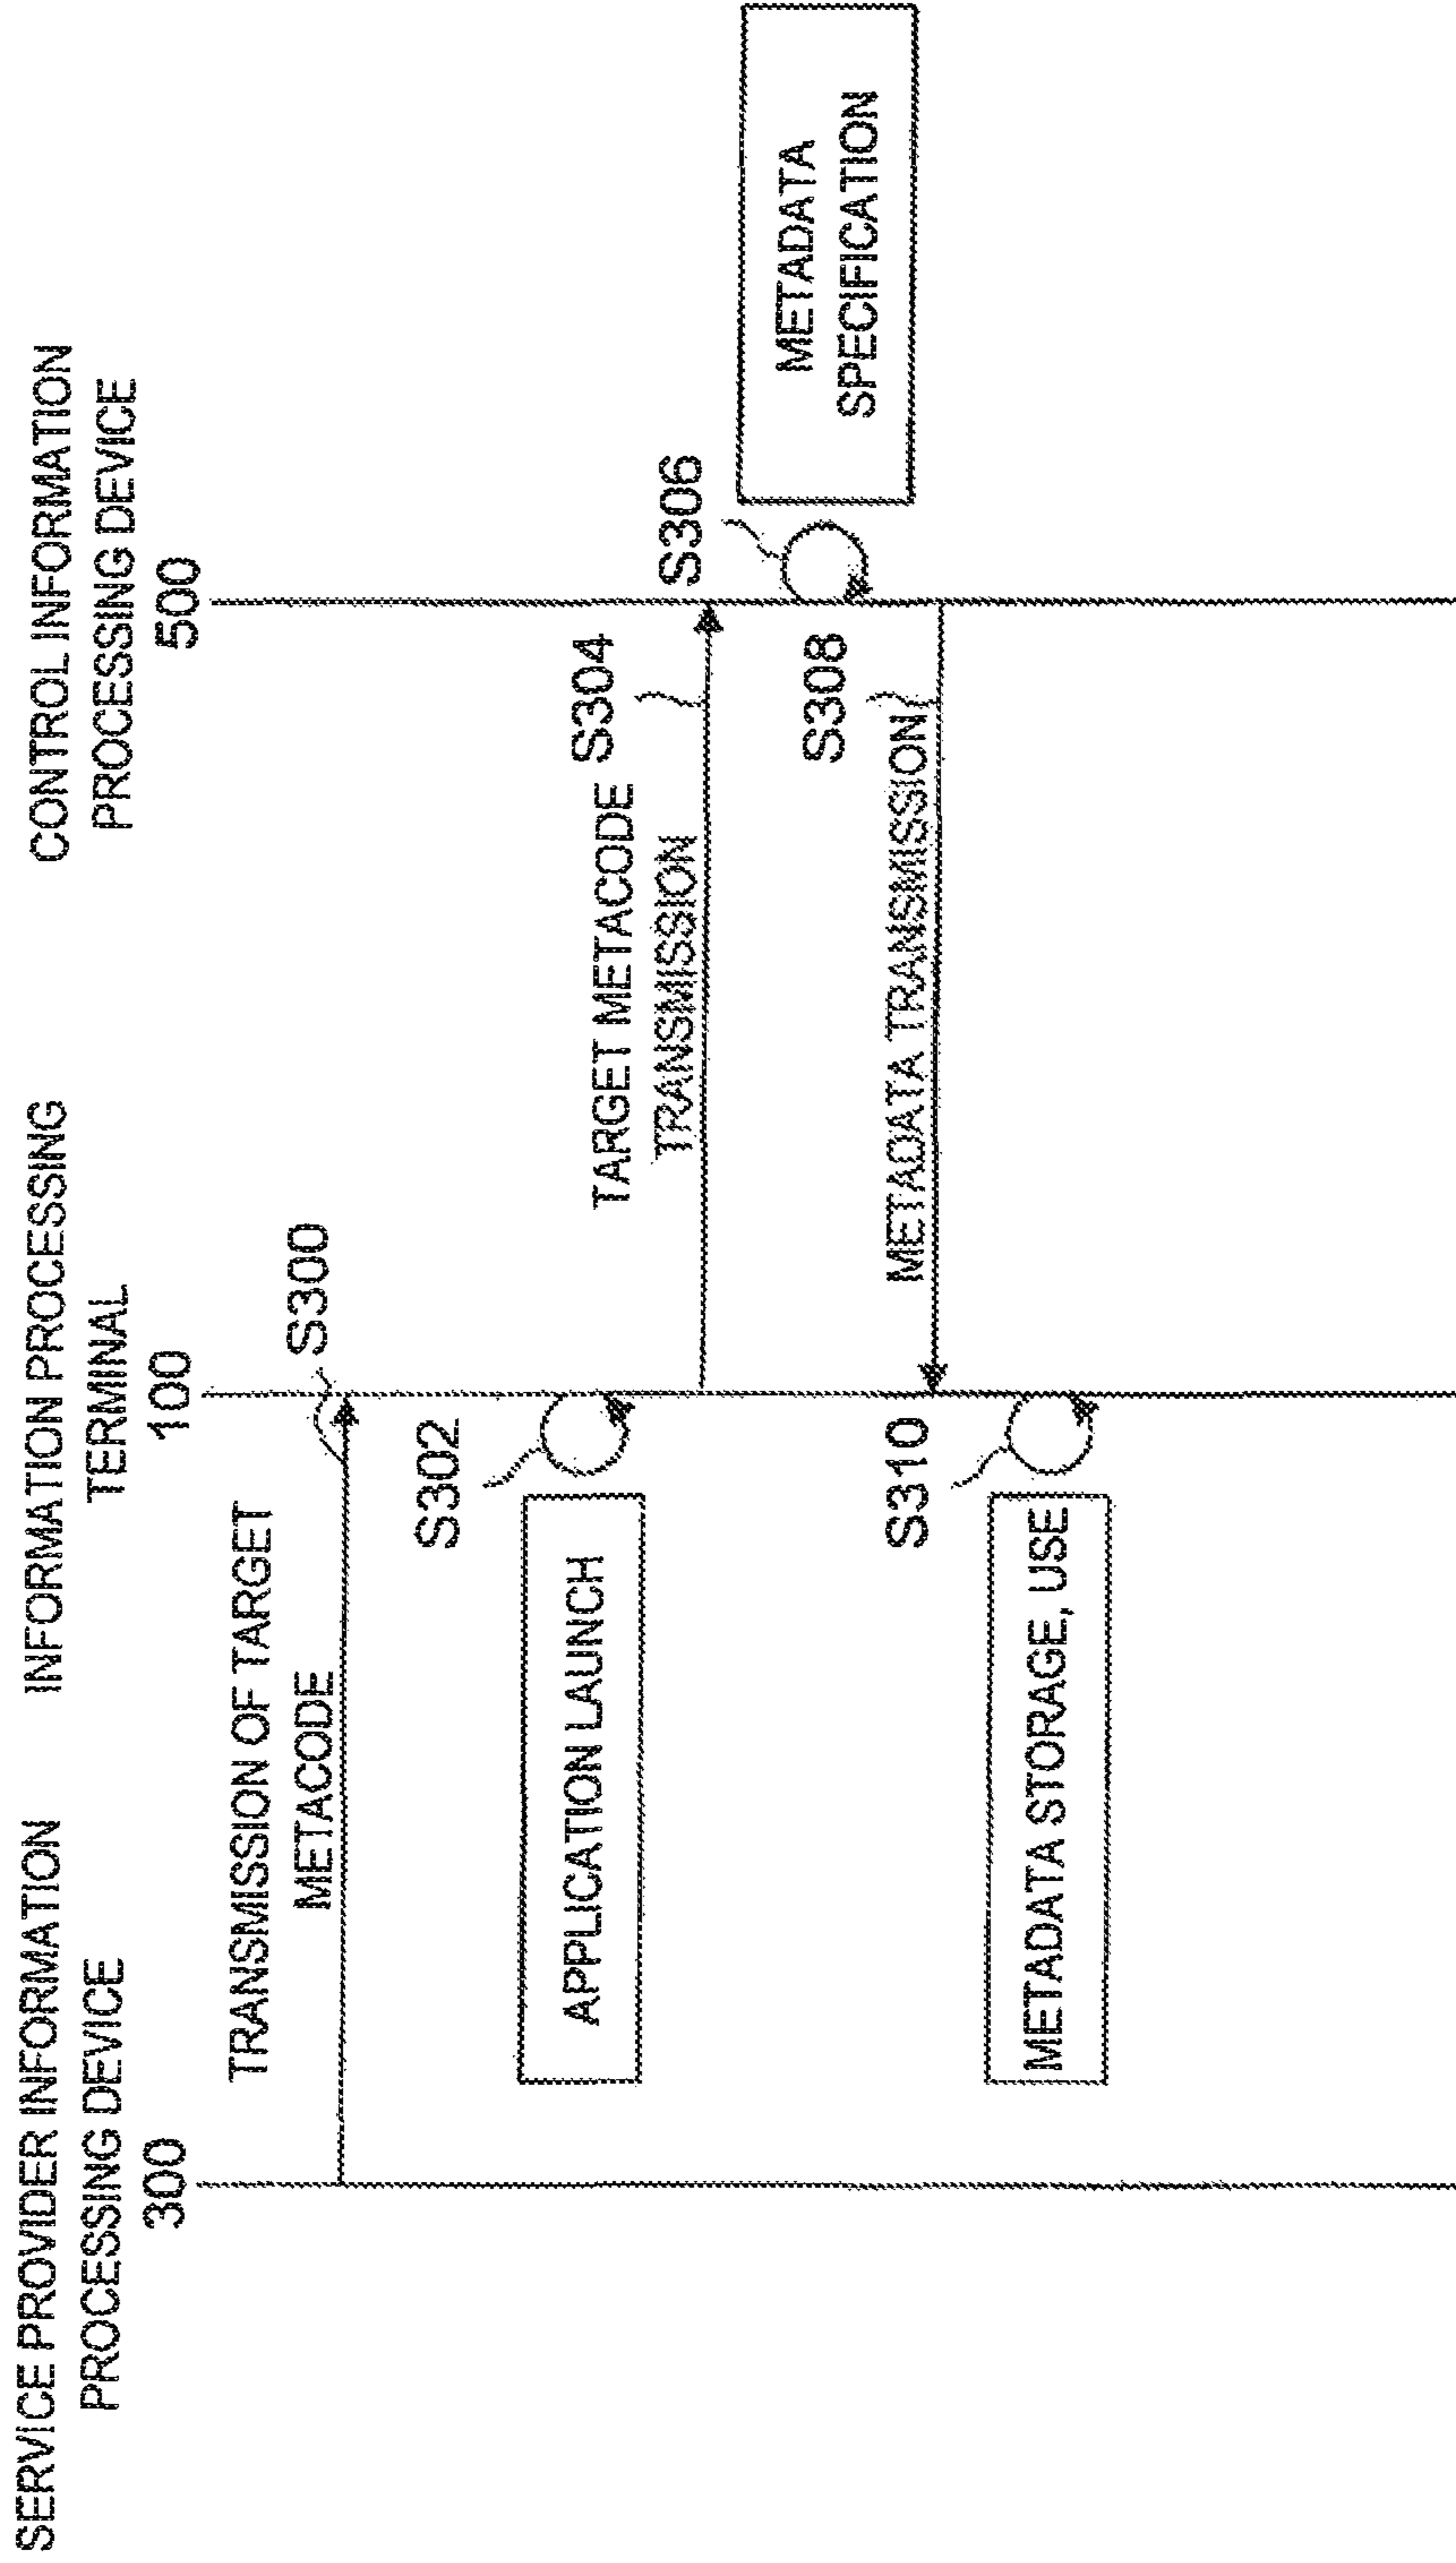 SERVICE PROVIDER INFORMATION
PROCESSING DEVICE
300
INFORMATION PROCESSING
TERMINAL
100
CONTROL INFORMATION
PROCESSING DEVICE
500
TRANSMISSION OF TARGET
METACODE
S300
S302
APPLICATION LAUNCH
TARGET METACODE
TRANSMISSION
S304
S306
METADATA
SPECIFICATION
S308
METADATA TRANSMISSION
S310
METADATA STORAGE, USE